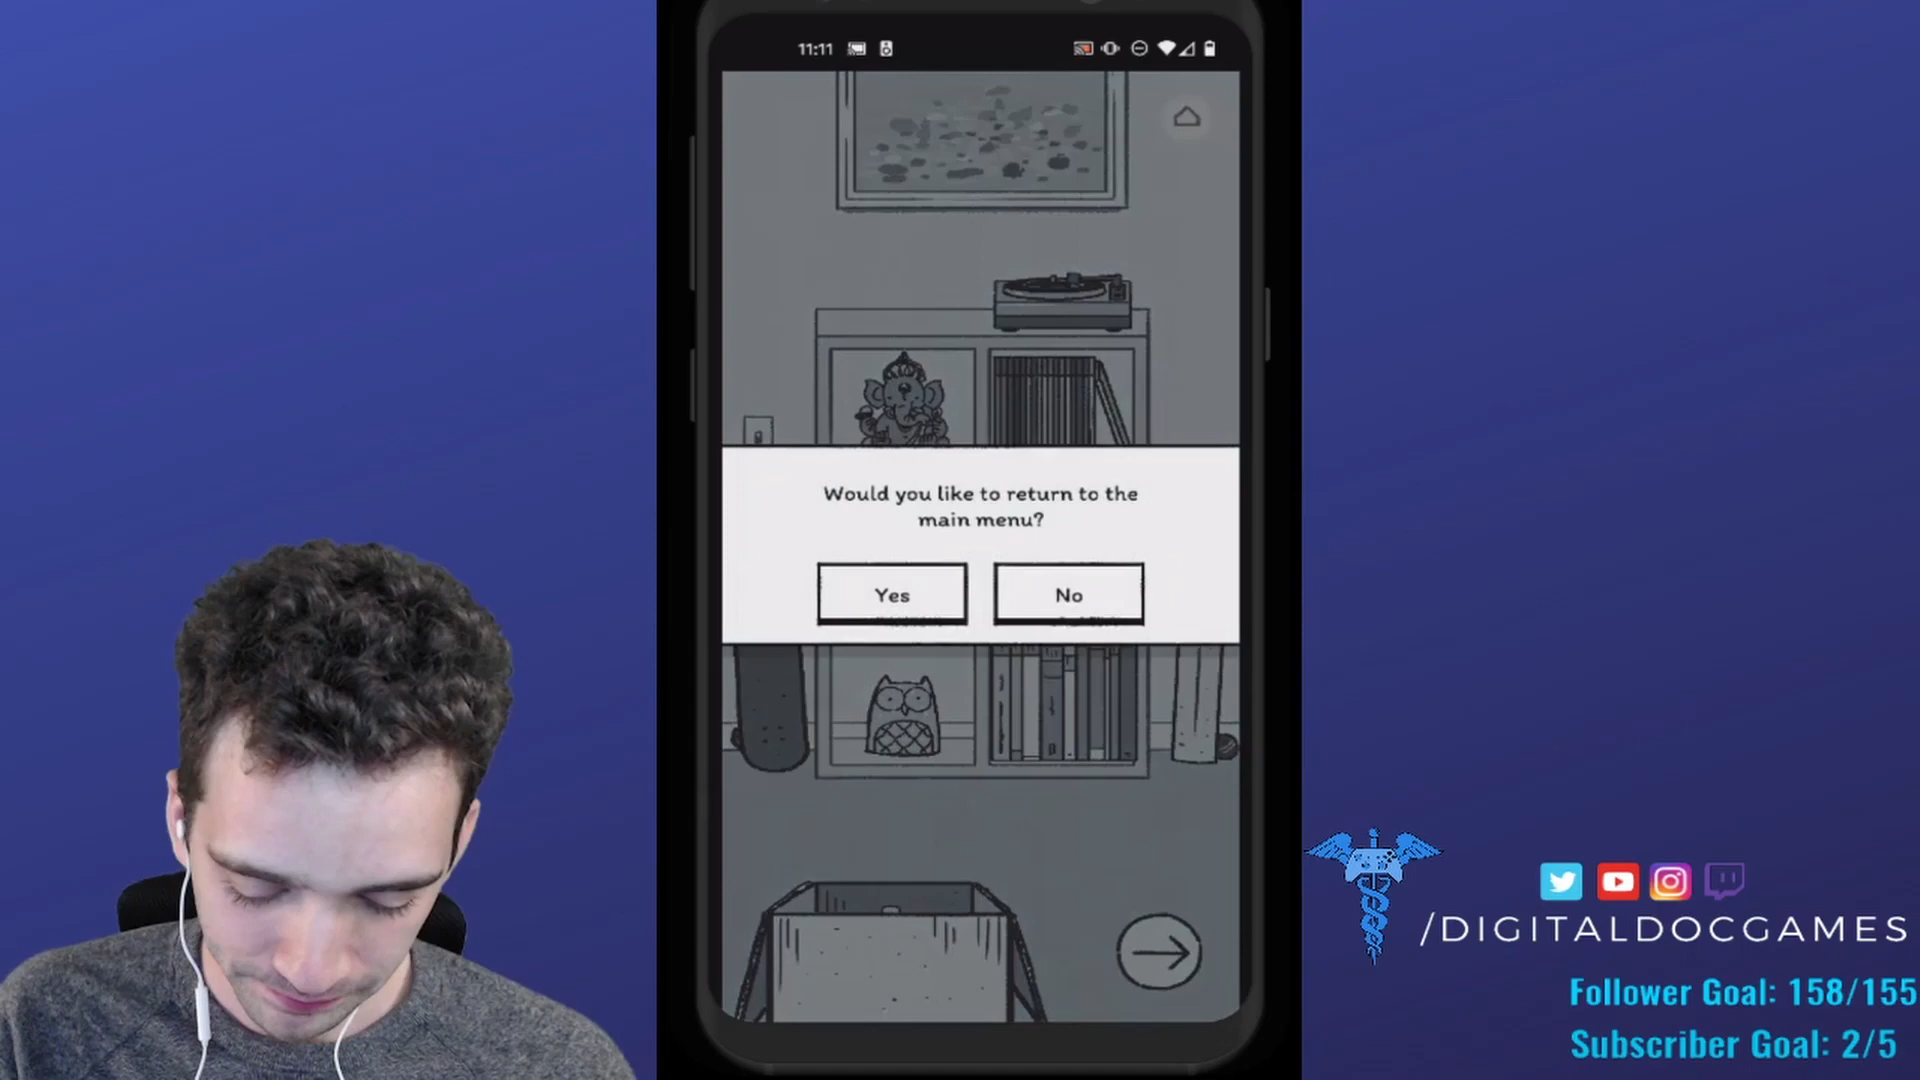 11:11
Would you like to return to the
main menu?
Yes
No
/DIGITALDOCGAMES
Follower Goal: 158/155
Subscriber Goal: 2/5